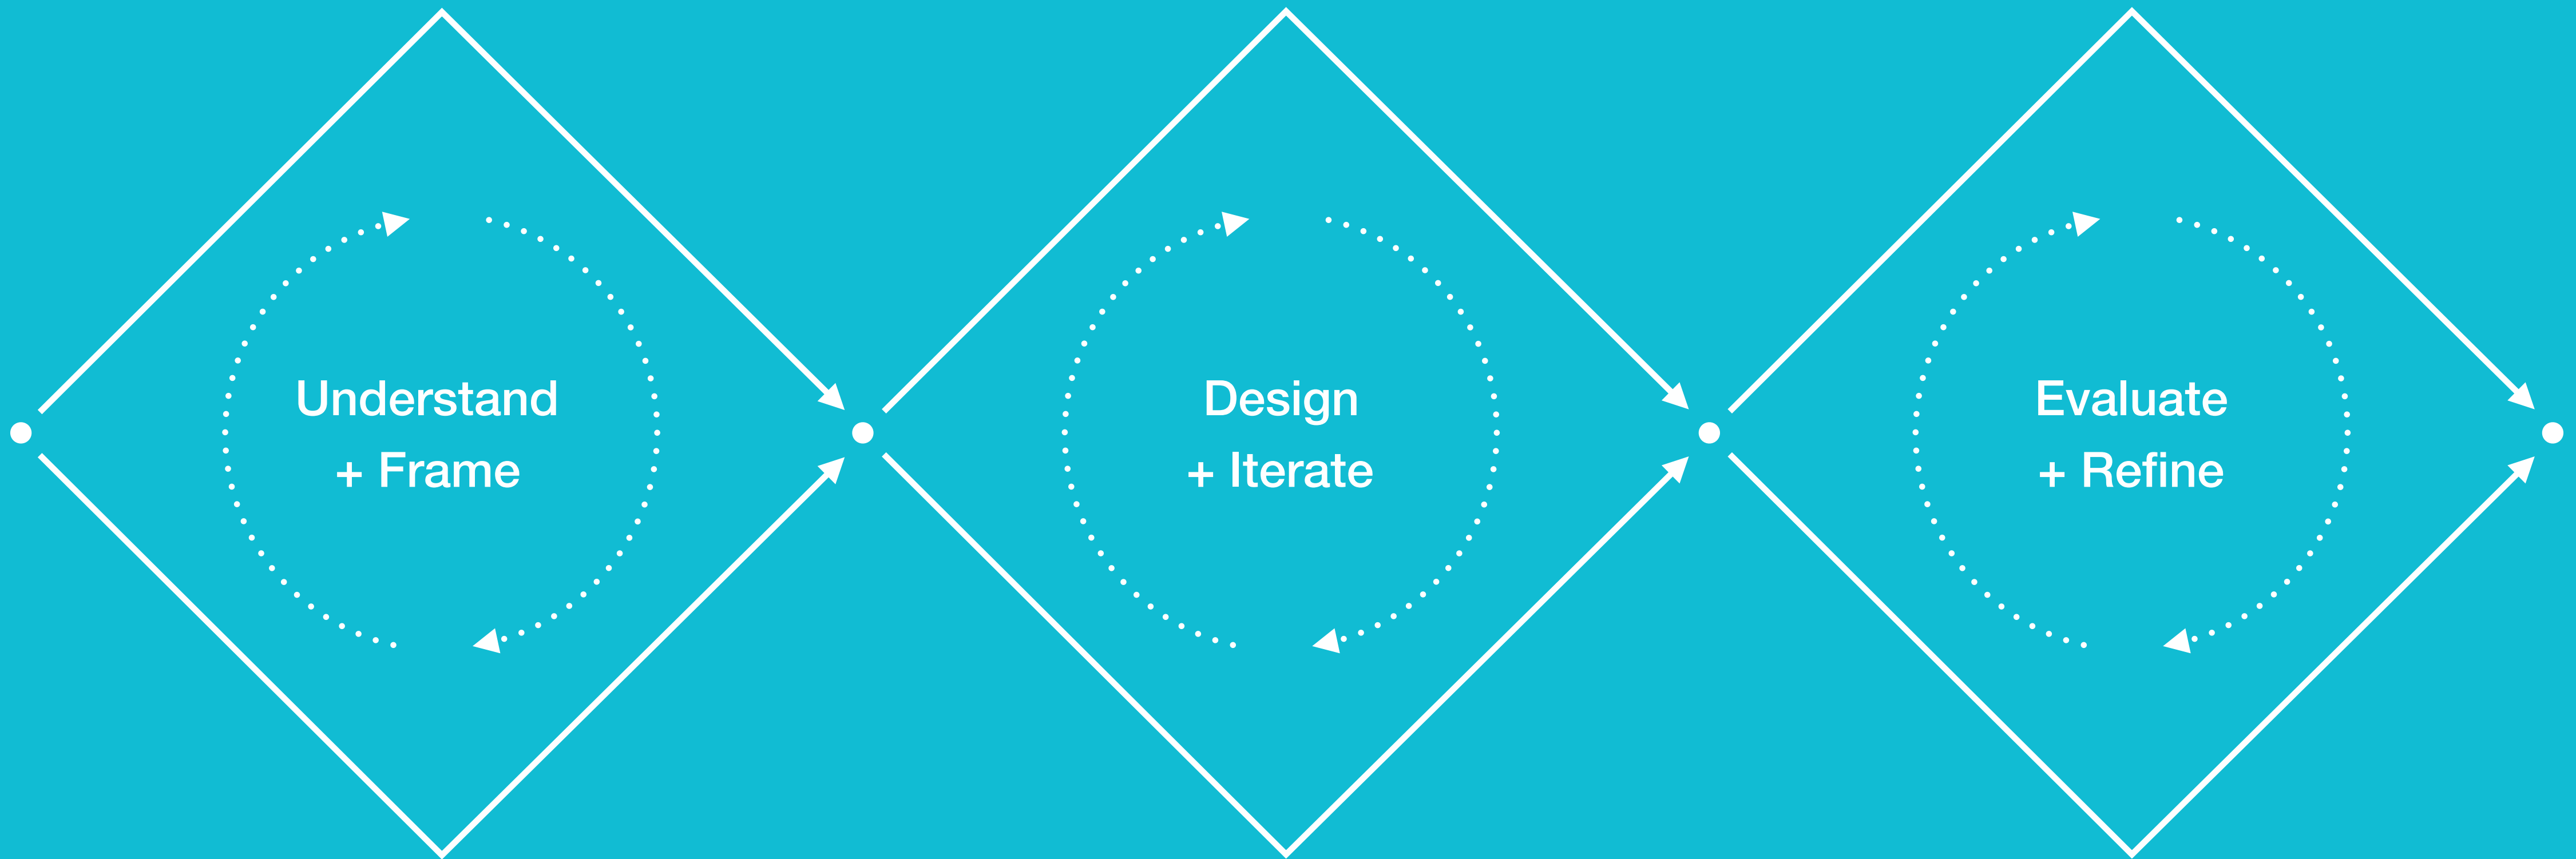 Understand
+ Frame
Design
+ Iterate
Evaluate
+ Refine